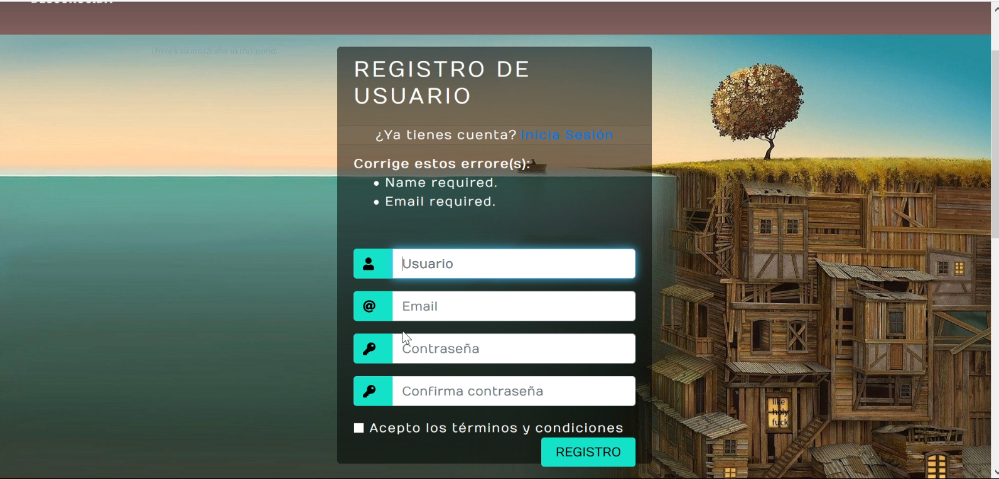 There's so much shit in this pond.
REGISTRO DE
USUARIO
¿Ya tienes cuenta? Inicia Sesión
Corrige estos errore(s):
• Name required.
• Email required.
Usuario
@ Email
Contraseña
Confirma contraseña
Acepto los términos y condiciones
REGISTRO
like
holy
fuck